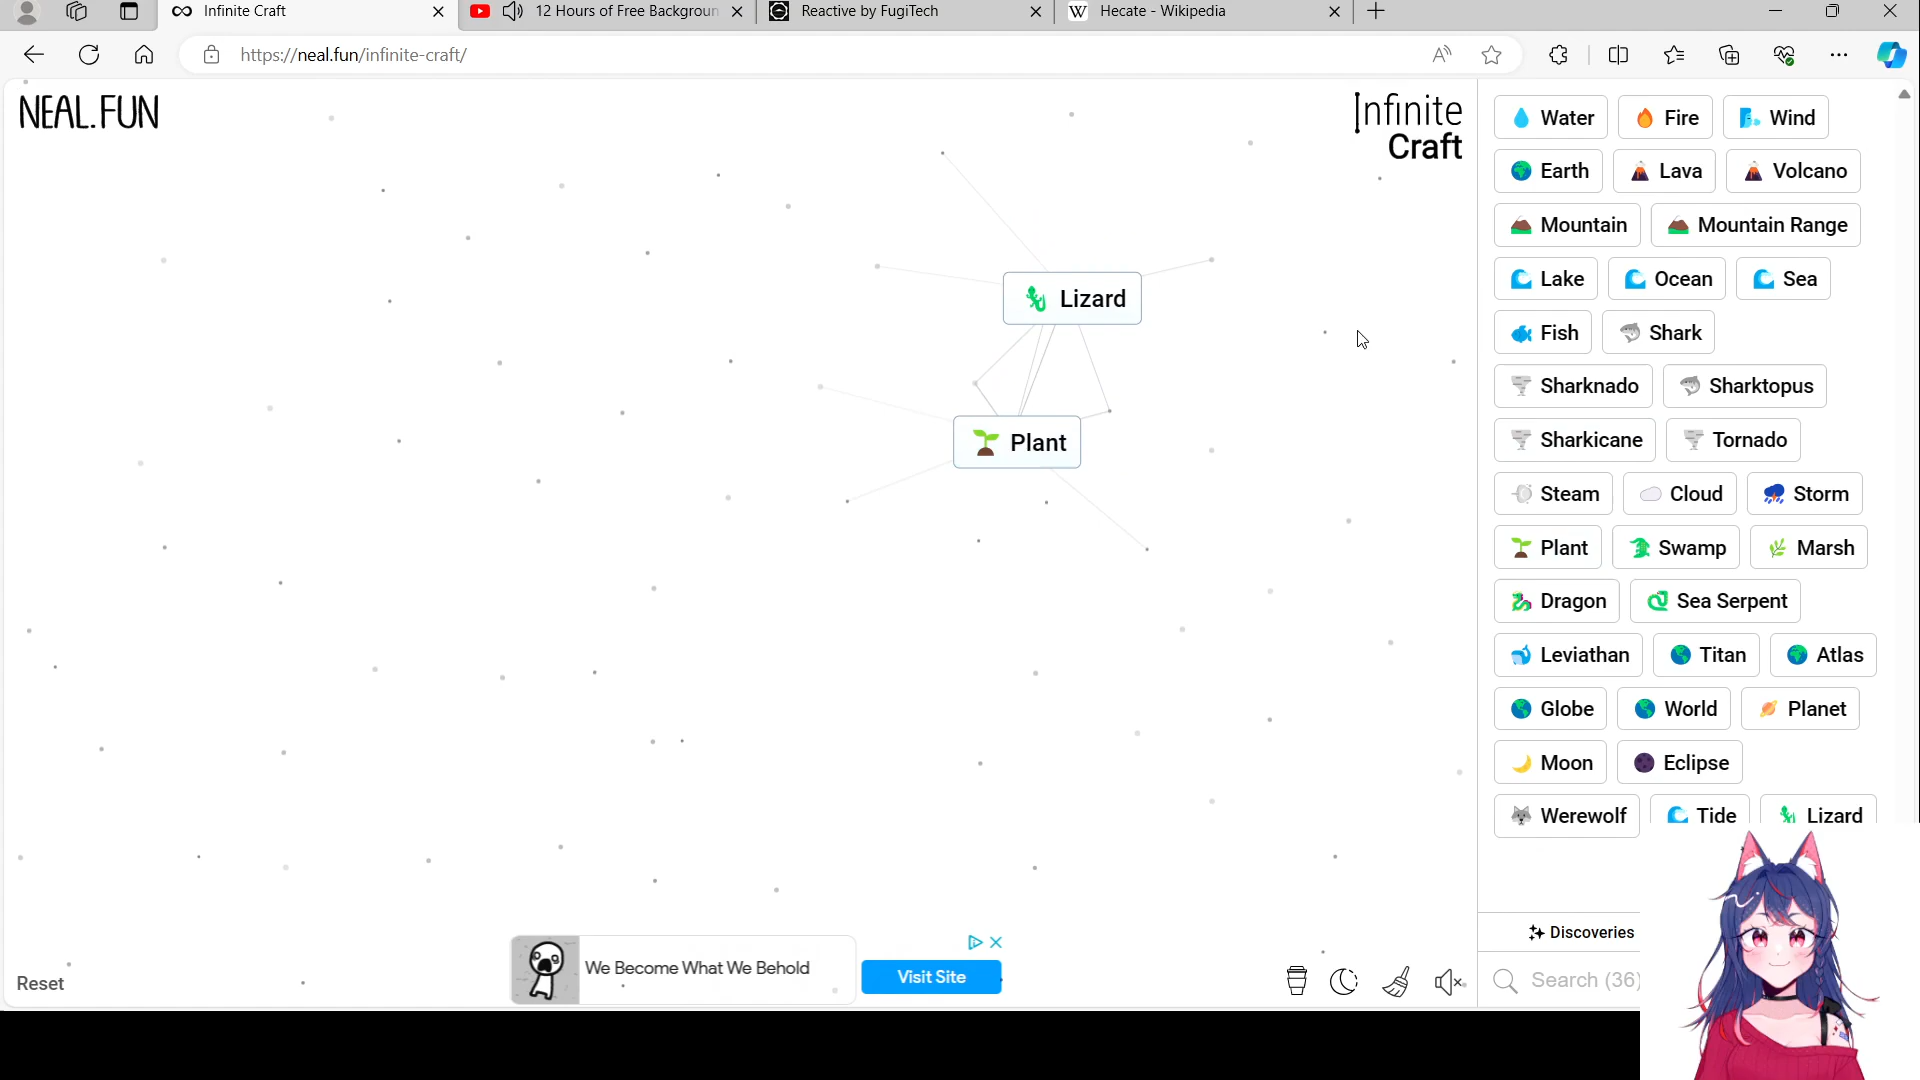 Infinite Craft
12 Hours of Free Backgroun
Reactive by FugiTech
Hecate - Wikipedia
https://neal.fun/infinite-craft/
NEAL.FUN
Infinite
Craft
Lizard
Plant
Water Fire Wind
Earth Lava Volcano
Mountain Mountain Range
Lake Ocean Sea
Fish Shark
Sharknado Sharktopus
Sharkicane Tornado
Steam Cloud Storm
Plant Swamp Marsh
Dragon Sea Serpent
Leviathan Titan Atlas
Globe World Planet
Moon Eclipse
Werewolf Tide Lizard
Discoveries
Search (36)
We Become What We Behold
Visit Site
Reset